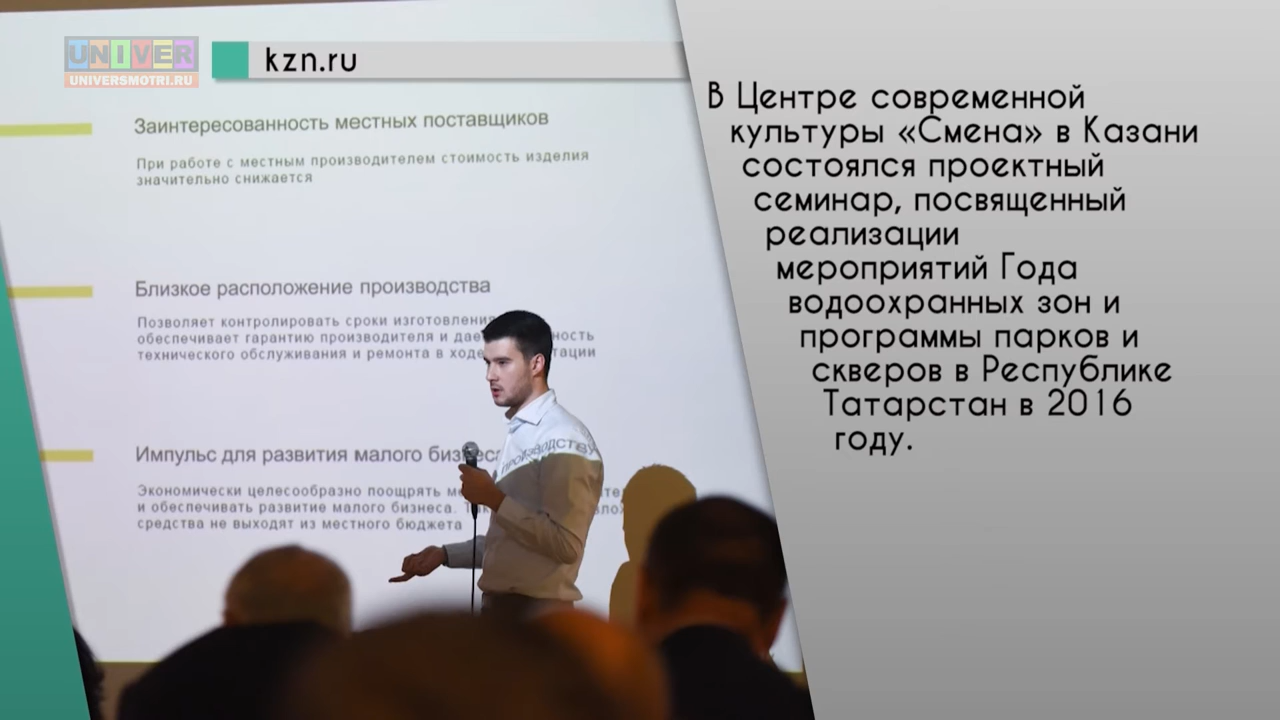 UNIVER
UNIVERSMOTRI.RU
kzn.ru
Заинтересованность местных поставщиков
При работе с местным производителем стоимость изделия
значительно снижается
Близкое расположение производства
Позволяет контролировать сроки изготовления
обеспечивает гарантию производителя и дает
технического обслуживания и ремонта в ходе
Импульс для развития малого бизнеса
производству
Экономически целесообразно поощрять
и обеспечивать развитие малого бизнеса.
средства не выходят из местного бюджета
В Центре современной
культуры «Смена» в Казани
состоялся проектный
семинар, посвященный
реализации
мероприятий Года
водоохранных зон и
программы парков и
скверов в Республике
Татарстан в 2016
году.